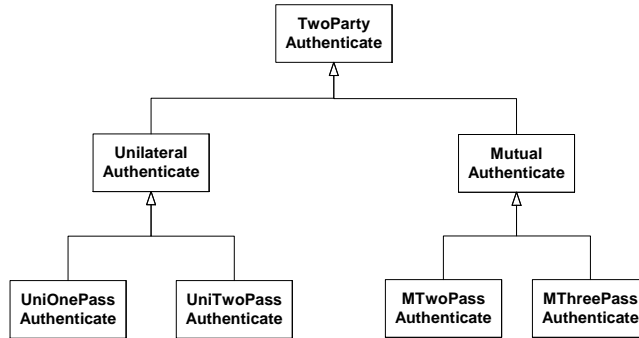 TwoParty
Authenticate
Unilateral
Authenticate
Mutual
Authenticate
UniOnePass
Authenticate
UniTwoPass
Authenticate
MTwoPass
Authenticate
MThreePass
Authenticate